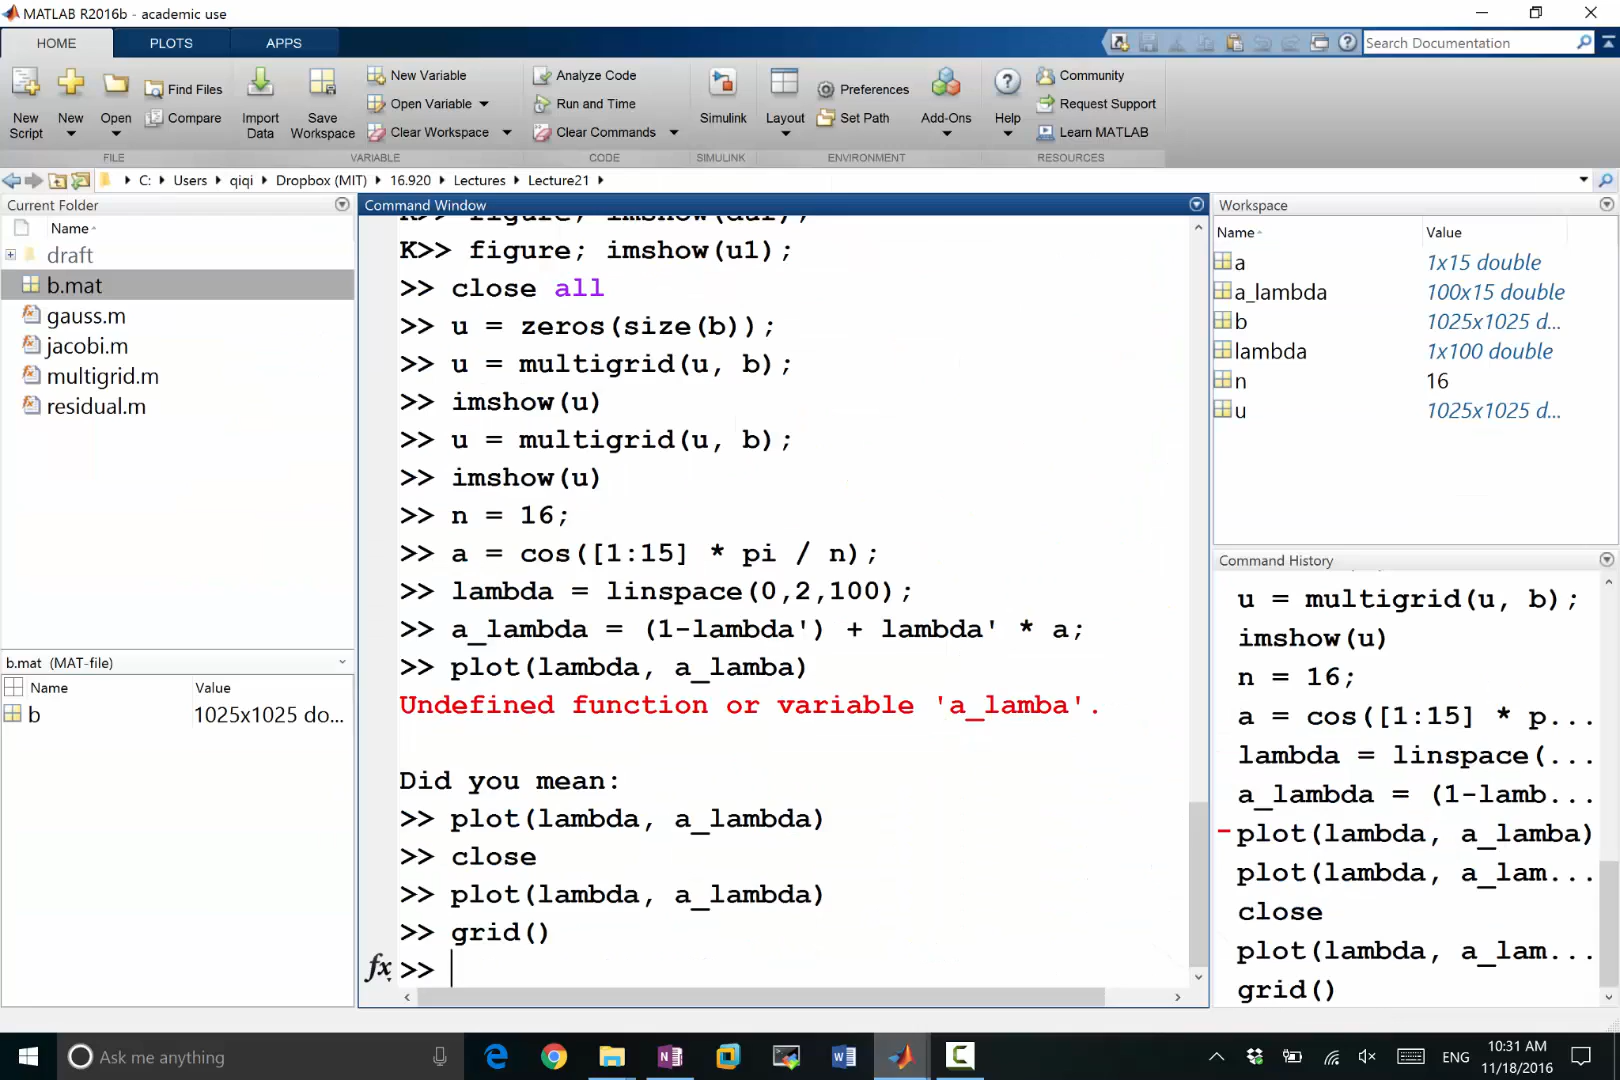 MATLAB R2016b - academic use
HOME
PLOTS
APPS
Search Documentation
New Script
New
Open
Find Files
Compare
Import Data
Save Workspace
New Variable
Open Variable
Clear Workspace
Analyze Code
Run and Time
Clear Commands
Simulink
Layout
Preferences
Set Path
Add-Ons
Help
Community
Request Support
Learn MATLAB
FILE
VARIABLE
CODE
SIMULINK
ENVIRONMENT
RESOURCES
C: Users qiqi Dropbox (MIT) 16.920 Lectures Lecture21
Current Folder
Name
draft
b.mat
gauss.m
jacobi.m
multigrid.m
residual.m
b.mat (MAT-file)
Name Value
b 1025x1025 do...
Command Window
K>> figure; imshow(u1);
>> close all
>> u = zeros(size(b));
>> u = multigrid(u, b);
>> imshow(u)
>> u = multigrid(u, b);
>> imshow(u)
>> n = 16;
>> a = cos([1:15] * pi / n);
>> lambda = linspace(0,2,100);
>> a_lambda = (1-lambda') + lambda' * a;
>> plot(lambda, a_lamba)
Undefined function or variable 'a_lamba'.
Did you mean:
>> plot(lambda, a_lambda)
>> close
>> plot(lambda, a_lambda)
>> grid()
fx >>
Workspace
Name Value
a 1x15 double
a_lambda 100x15 double
b 1025x1025 d...
lambda 1x100 double
n 16
u 1025x1025 d...
Command History
u = multigrid(u, b);
imshow(u)
n = 16;
a = cos([1:15] * p...
lambda = linspace(...
a_lambda = (1-lamb...
plot(lambda, a_lamba)
plot(lambda, a_lam...
close
plot(lambda, a_lam...
grid()
Ask me anything
ENG
10:31 AM
11/18/2016